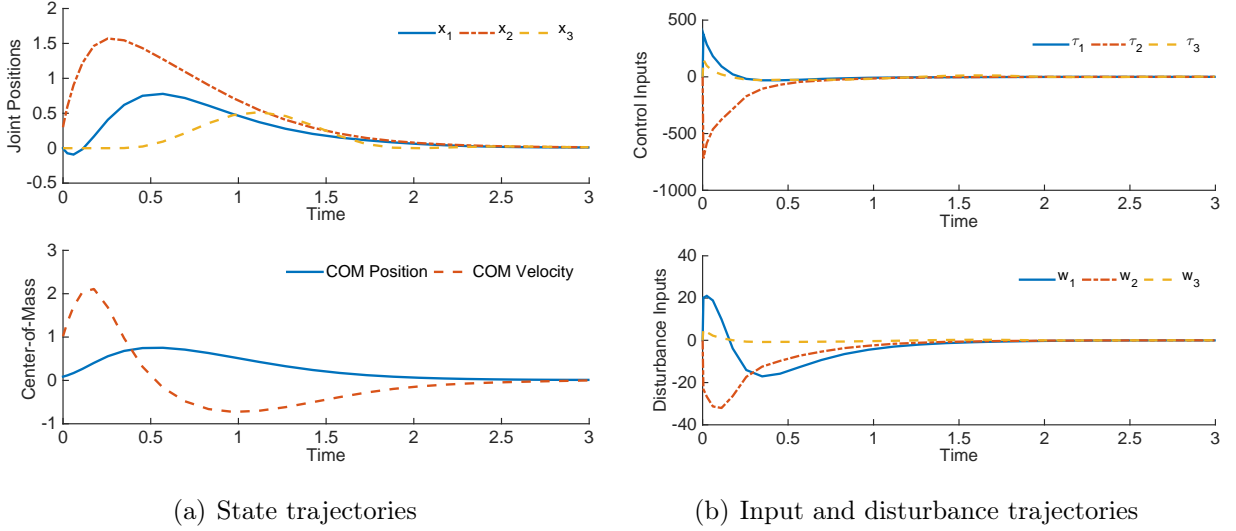 2
1.5
1
0.5
0
-0.5
Joint Positions
x₁ x₂ x₃
0 0.5 1 1.5 2 2.5 3
Time
3
2
1
0
-1
Center-of-Mass
COM Position COM Velocity
0 0.5 1 1.5 2 2.5 3
Time
(a) State trajectories
500
0
-500
-1000
Control Inputs
τ₁ τ₂ τ₃
0 0.5 1 1.5 2 2.5 3
Time
40
20
0
-20
-40
Disturbance Inputs
w₁ w₂ w₃
0 0.5 1 1.5 2 2.5 3
Time
(b) Input and disturbance trajectories